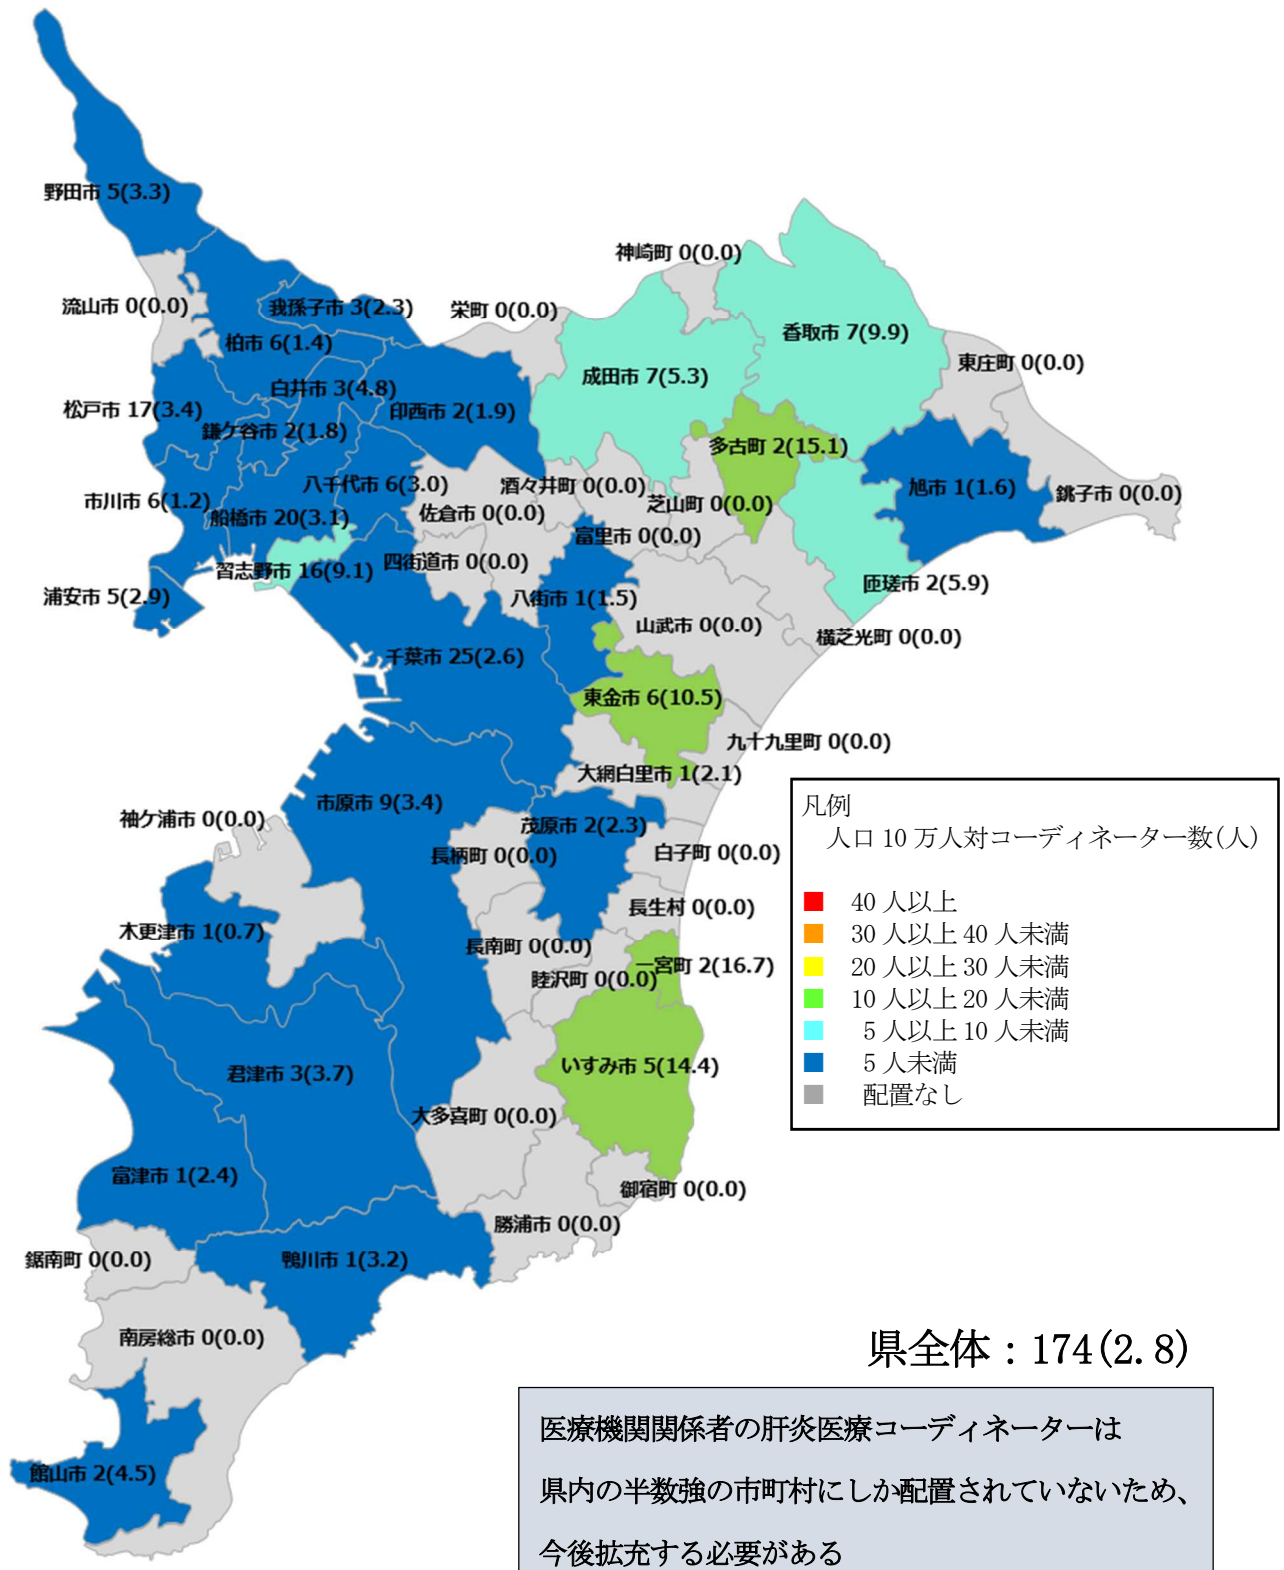 野田市 5(3.3)
神崎町 0(0.0)
流山市 0(0.0)
我孫子市 3(2.3)
栄町 0(0.0)
香取市 7(9.9)
柏市 6(1.4)
東庄町 0(0.0)
成田市 7(5.3)
白井市 3(4.8)
松戸市 17(3.4)
印西市 2(1.9)
鎌ケ谷市 2(1.8)
多古町 2(15.1)
八千代市 6(3.0)
酒々井町 0(0.0)
旭市 1(1.6)
銚子市 0(0.0)
市川市 6(1.2)
芝山町 0(0.0)
佐倉市 0(0.0)
船橋市 20(3.1)
富里市 0(0.0)
四街道市 0(0.0)
習志野市 16(9.1)
匝瑳市 2(5.9)
浦安市 5(2.9)
八街市 1(1.5)
山武市 0(0.0)
横芝光町 0(0.0)
千葉市 25(2.6)
東金市 6(10.5)
九十九里町 0(0.0)
大網白里市 1(2.1)
市原市 9(3.4)
袖ケ浦市 0(0.0)
茂原市 2(2.3)
長柄町 0(0.0)
白子町 0(0.0)
長生村 0(0.0)
木更津市 1(0.7)
長南町 0(0.0)
一宮町 2(16.7)
睦沢町 0(0.0)
いすみ市 5(14.4)
君津市 3(3.7)
大多喜町 0(0.0)
富津市 1(2.4)
御宿町 0(0.0)
勝浦市 0(0.0)
鋸南町 0(0.0)
鴨川市 1(3.2)
南房総市 0(0.0)
館山市 2(4.5)
凡例
人口 10 万人対コーディネーター数(人)
40 人以上
30 人以上 40 人未満
20 人以上 30 人未満
10 人以上 20 人未満
5 人以上 10 人未満
5 人未満
配置なし
県全体：174(2.8)
医療機関関係者の肝炎医療コーディネーターは
県内の半数強の市町村にしか配置されていないため、
今後拡充する必要がある